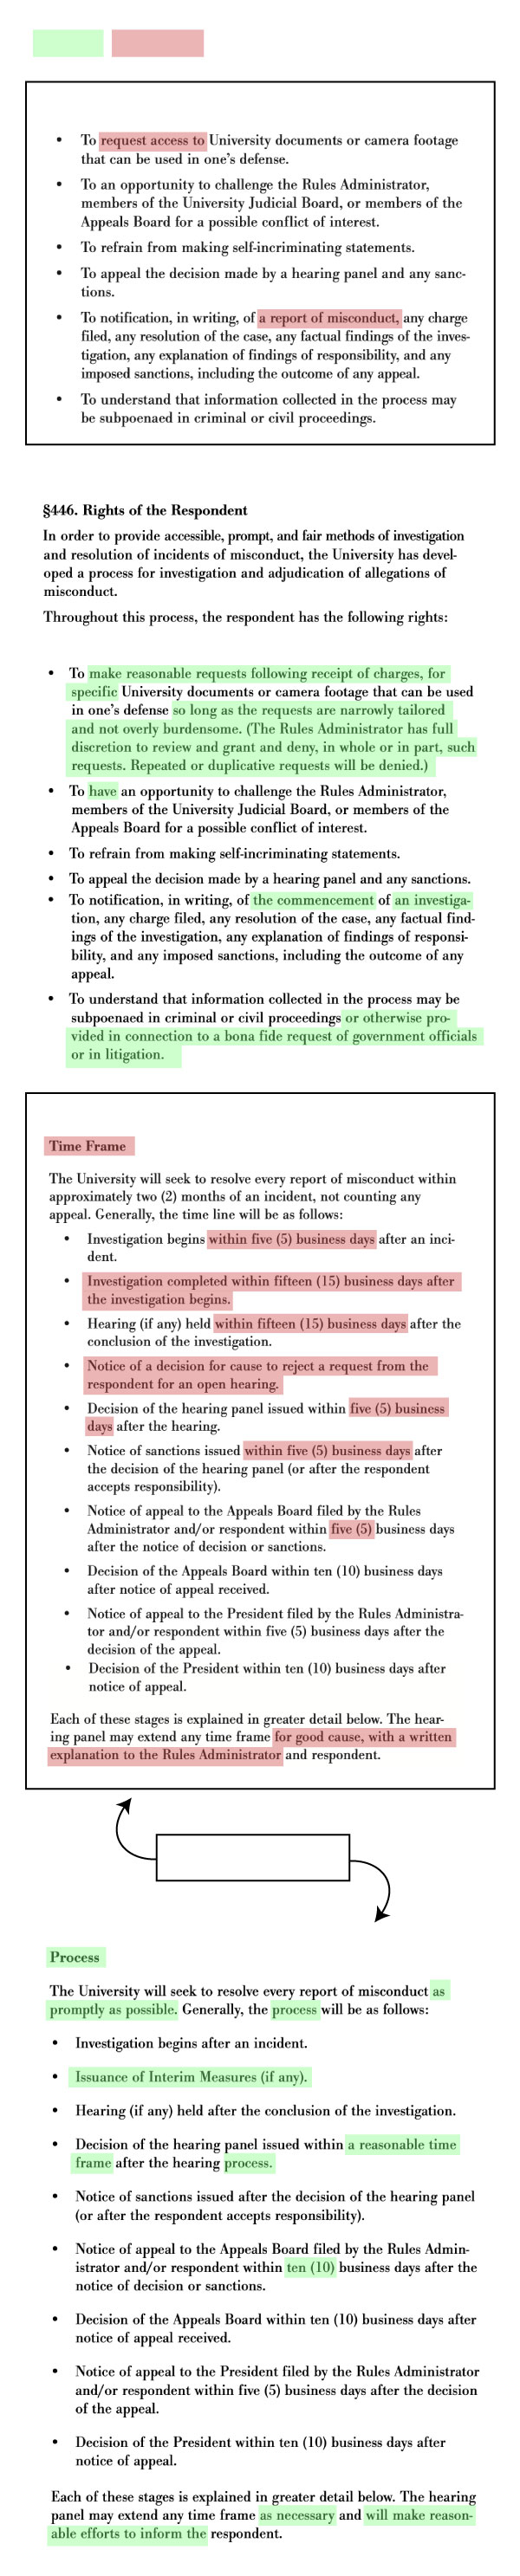 • To request access to University documents or camera footage
that can be used in one’s defense.
• To an opportunity to challenge the Rules Administrator,
members of the University Judicial Board, or members of the
Appeals Board for a possible conflict of interest.
• To refrain from making self-incriminating statements.
• To appeal the decision made by a hearing panel and any sanc-
tions.
• To notification, in writing, of a report of misconduct, any charge
filed, any resolution of the case, any factual findings of the inves-
tigation, any explanation of findings of responsibility, and any
imposed sanctions, including the outcome of any appeal.
• To understand that information collected in the process may
be subpoenaed in criminal or civil proceedings.
§446. Rights of the Respondent
In order to provide accessible, prompt, and fair methods of investigation
and resolution of incidents of misconduct, the University has devel-
oped a process for investigation and adjudication of allegations of
misconduct.
Throughout this process, the respondent has the following rights:
• To make reasonable requests following receipt of charges, for
specific University documents or camera footage that can be used
in one’s defense so long as the requests are narrowly tailored
and not overly burdensome. (The Rules Administrator has full
discretion to review and grant and deny, in whole or in part, such
requests. Repeated or duplicative requests will be denied.)
• To have an opportunity to challenge the Rules Administrator,
members of the University Judicial Board, or members of the
Appeals Board for a possible conflict of interest.
• To refrain from making self-incriminating statements.
• To appeal the decision made by a hearing panel and any sanctions.
• To notification, in writing, of the commencement of an investiga-
tion, any charge filed, any resolution of the case, any factual find-
ings of the investigation, any explanation of findings of responsi-
bility, and any imposed sanctions, including the outcome of any
appeal.
• To understand that information collected in the process may be
subpoenaed in criminal or civil proceedings or otherwise pro-
vided in connection to a bona fide request of government officials
or in litigation.
Time Frame
The University will seek to resolve every report of misconduct within
approximately two (2) months of an incident, not counting any
appeal. Generally, the time line will be as follows:
• Investigation begins within five (5) business days after an inci-
dent.
• Investigation completed within fifteen (15) business days after
the investigation begins.
• Hearing (if any) held within fifteen (15) business days after the
conclusion of the investigation.
• Notice of a decision for cause to reject a request from the
respondent for an open hearing.
• Decision of the hearing panel issued within five (5) business
days after the hearing.
• Notice of sanctions issued within five (5) business days after
the decision of the hearing panel (or after the respondent
accepts responsibility).
• Notice of appeal to the Appeals Board filed by the Rules
Administrator and/or respondent within five (5) business days
after the notice of decision or sanctions.
• Decision of the Appeals Board within ten (10) business days
after notice of appeal received.
• Notice of appeal to the President filed by the Rules Administra-
tor and/or respondent within five (5) business days after the
decision of the appeal.
• Decision of the President within ten (10) business days after
notice of appeal.
Each of these stages is explained in greater detail below. The hear-
ing panel may extend any time frame for good cause, with a written
explanation to the Rules Administrator and respondent.
Process
The University will seek to resolve every report of misconduct as
promptly as possible. Generally, the process will be as follows:
• Investigation begins after an incident.
• Issuance of Interim Measures (if any).
• Hearing (if any) held after the conclusion of the investigation.
• Decision of the hearing panel issued within a reasonable time
frame after the hearing process.
• Notice of sanctions issued after the decision of the hearing panel
(or after the respondent accepts responsibility).
• Notice of appeal to the Appeals Board filed by the Rules Admin-
istrator and/or respondent within ten (10) business days after the
notice of decision or sanctions.
• Decision of the Appeals Board within ten (10) business days after
notice of appeal received.
• Notice of appeal to the President filed by the Rules Administrator
and/or respondent within five (5) business days after the decision
of the appeal.
• Decision of the President within ten (10) business days after
notice of appeal.
Each of these stages is explained in greater detail below. The hearing
panel may extend any time frame as necessary and will make reason-
able efforts to inform the respondent.